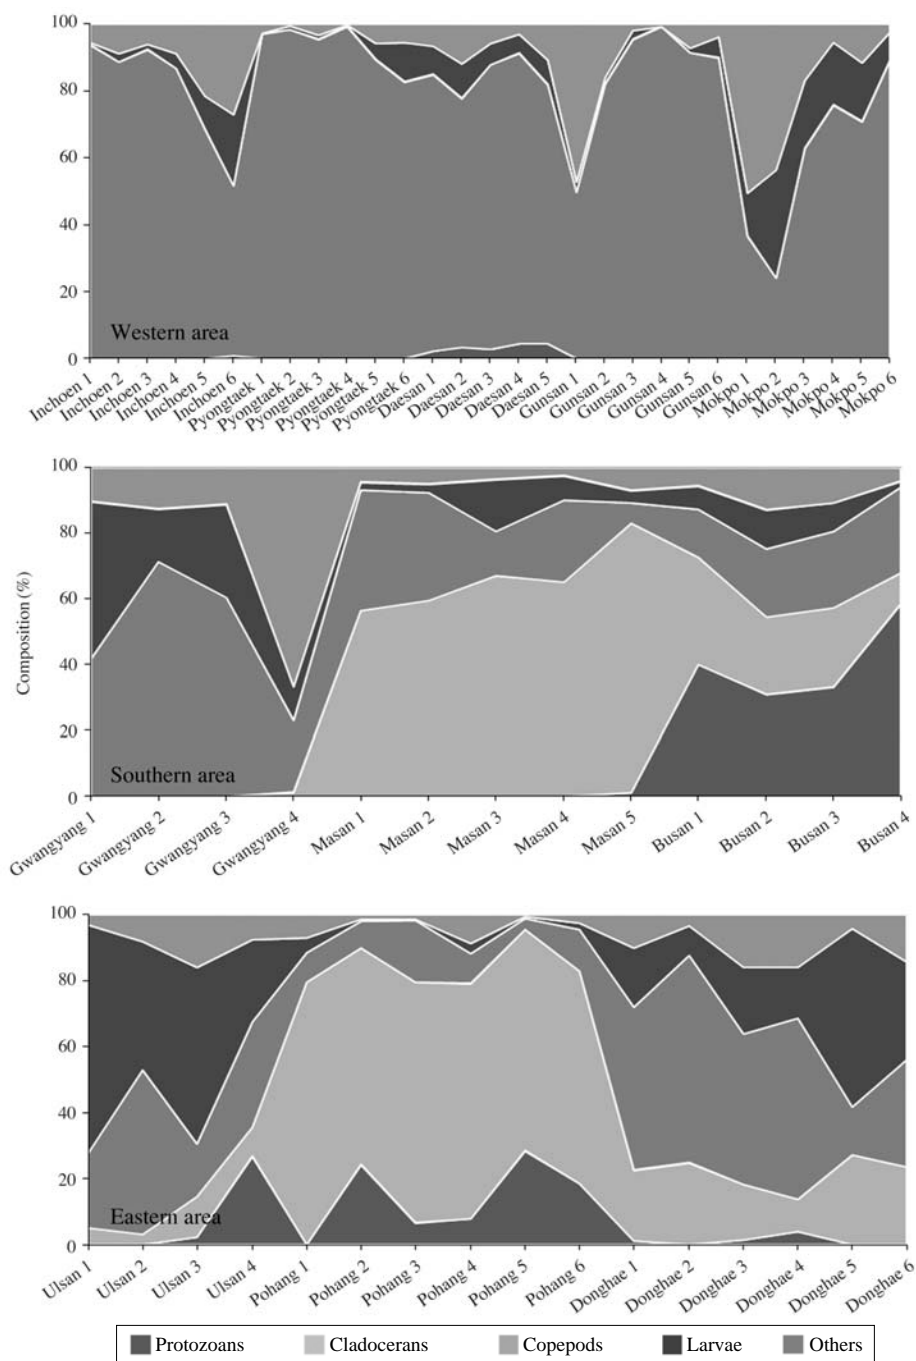 100
80
60
40
20
0
Western area
Inchoen 1
Inchoen 2
Inchoen 3
Inchoen 4
Inchoen 5
Inchoen 6
Pyongtaek 1
Pyongtaek 2
Pyongtaek 3
Pyongtaek 4
Pyongtaek 5
Pyongtaek 6
Daesan 1
Daesan 2
Daesan 3
Daesan 4
Daesan 5
Gunsan 1
Gunsan 2
Gunsan 3
Gunsan 4
Gunsan 5
Gunsan 6
Mokpo 1
Mokpo 2
Mokpo 3
Mokpo 4
Mokpo 5
Mokpo 6
Composition (%)
100
80
60
40
20
0
Southern area
Gwangyang 1
Gwangyang 2
Gwangyang 3
Gwangyang 4
Masan 1
Masan 2
Masan 3
Masan 4
Masan 5
Busan 1
Busan 2
Busan 3
Busan 4
100
80
60
40
20
0
Eastern area
Ulsan 1
Ulsan 2
Ulsan 3
Ulsan 4
Pohang 1
Pohang 2
Pohang 3
Pohang 4
Pohang 5
Pohang 6
Donghae 1
Donghae 2
Donghae 3
Donghae 4
Donghae 5
Donghae 6
Protozoans Cladocerans Copepods Larvae Others